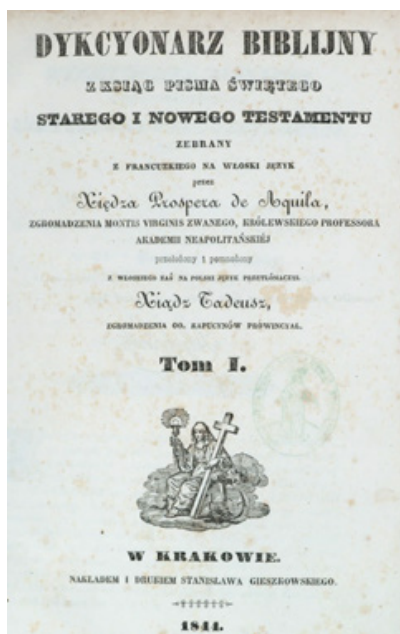 DYKCYONARZ BIBLIJNY
Z KSIĄG PISMA ŚWIĘTEGO
STAREGO I NOWEGO TESTAMENTU
ZEBRANY
Z FRANCUZKIEGO NA WŁOSKI JĘZYK
przez
Xiędza Prospera de Aquila,
ZGROMADZENIA MONTIS VIRGINIS ZWANEGO, KRÓLEWSKIEGO PROFESSORA
AKADEMII NEAPOLITAŃSKIÉJ
przełożony i pomnożony
Z WŁOSKIEGO ZAŚ NA POLSKI JĘZYK PRZETŁÓMACZYŁ
Xiądz Tadeusz,
ZGROMADZENIA OO. KAPUCYNÓW PROWINCYAŁ.
Tom I.
W KRAKOWIE.
NAKŁADEM I DRUKIEM STANISŁAWA GIESZKOWSKIEGO.
1844.